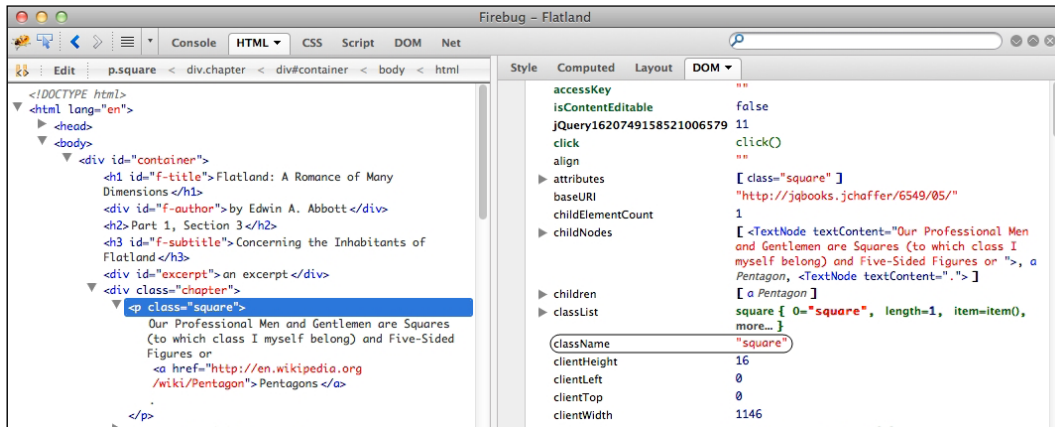 Firebug - Flatland
Console HTML CSS Script DOM Net
Edit p.square < div.chapter < div#container < body < html
<!DOCTYPE html>
<html lang="en">
<head>
<body>
<div id="container">
<h1 id="f-title">Flatland: A Romance of Many
Dimensions</h1>
<div id="f-author">by Edwin A. Abbott</div>
<h2>Part 1, Section 3</h2>
<h3 id="f-subtitle">Concerning the Inhabitants of
Flatland</h3>
<div id="excerpt">an excerpt</div>
<div class="chapter">
<p class="square">
Our Professional Men and Gentlemen are Squares
(to which class I myself belong) and Five-Sided
Figures or
<a href="http://en.wikipedia.org
/wiki/Pentagon">Pentagons</a>
.
</p>
Style Computed Layout DOM
accessKey ""
isContentEditable false
jQuery1620749158521006579 11
click click()
align ""
attributes [ class="square" ]
baseURI "http://jqbooks.jchaffer/6549/05/"
childElementCount 1
childNodes [ <TextNode textContent="Our Professional Men
and Gentlemen are Squares (to which class I
myself belong) and Five-Sided Figures or ">, a
Pentagon, <TextNode textContent="."> ]
children [ a Pentagon ]
classList square { 0="square", length=1, item=item(),
more... }
className "square"
clientHeight 16
clientLeft 0
clientTop 0
clientWidth 1146